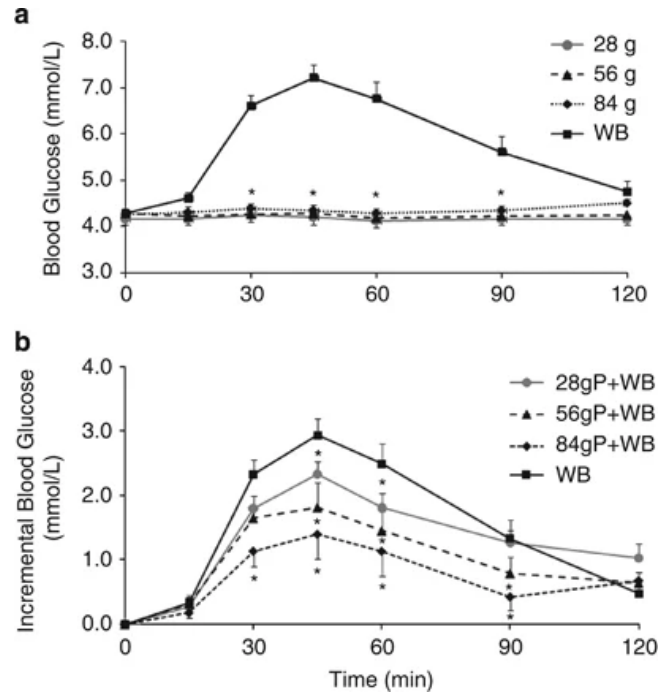 a
8.0
7.0
6.0
5.0
4.0
3.0
Blood Glucose (mmol/L)
28 g
56 g
84 g
WB
* * * *
0 30 60 90 120
b
4.0
3.0
2.0
1.0
0.0
Incremental Blood Glucose
(mmol/L)
28gP+WB
56gP+WB
84gP+WB
WB
0 30 60 90 120
Time (min)